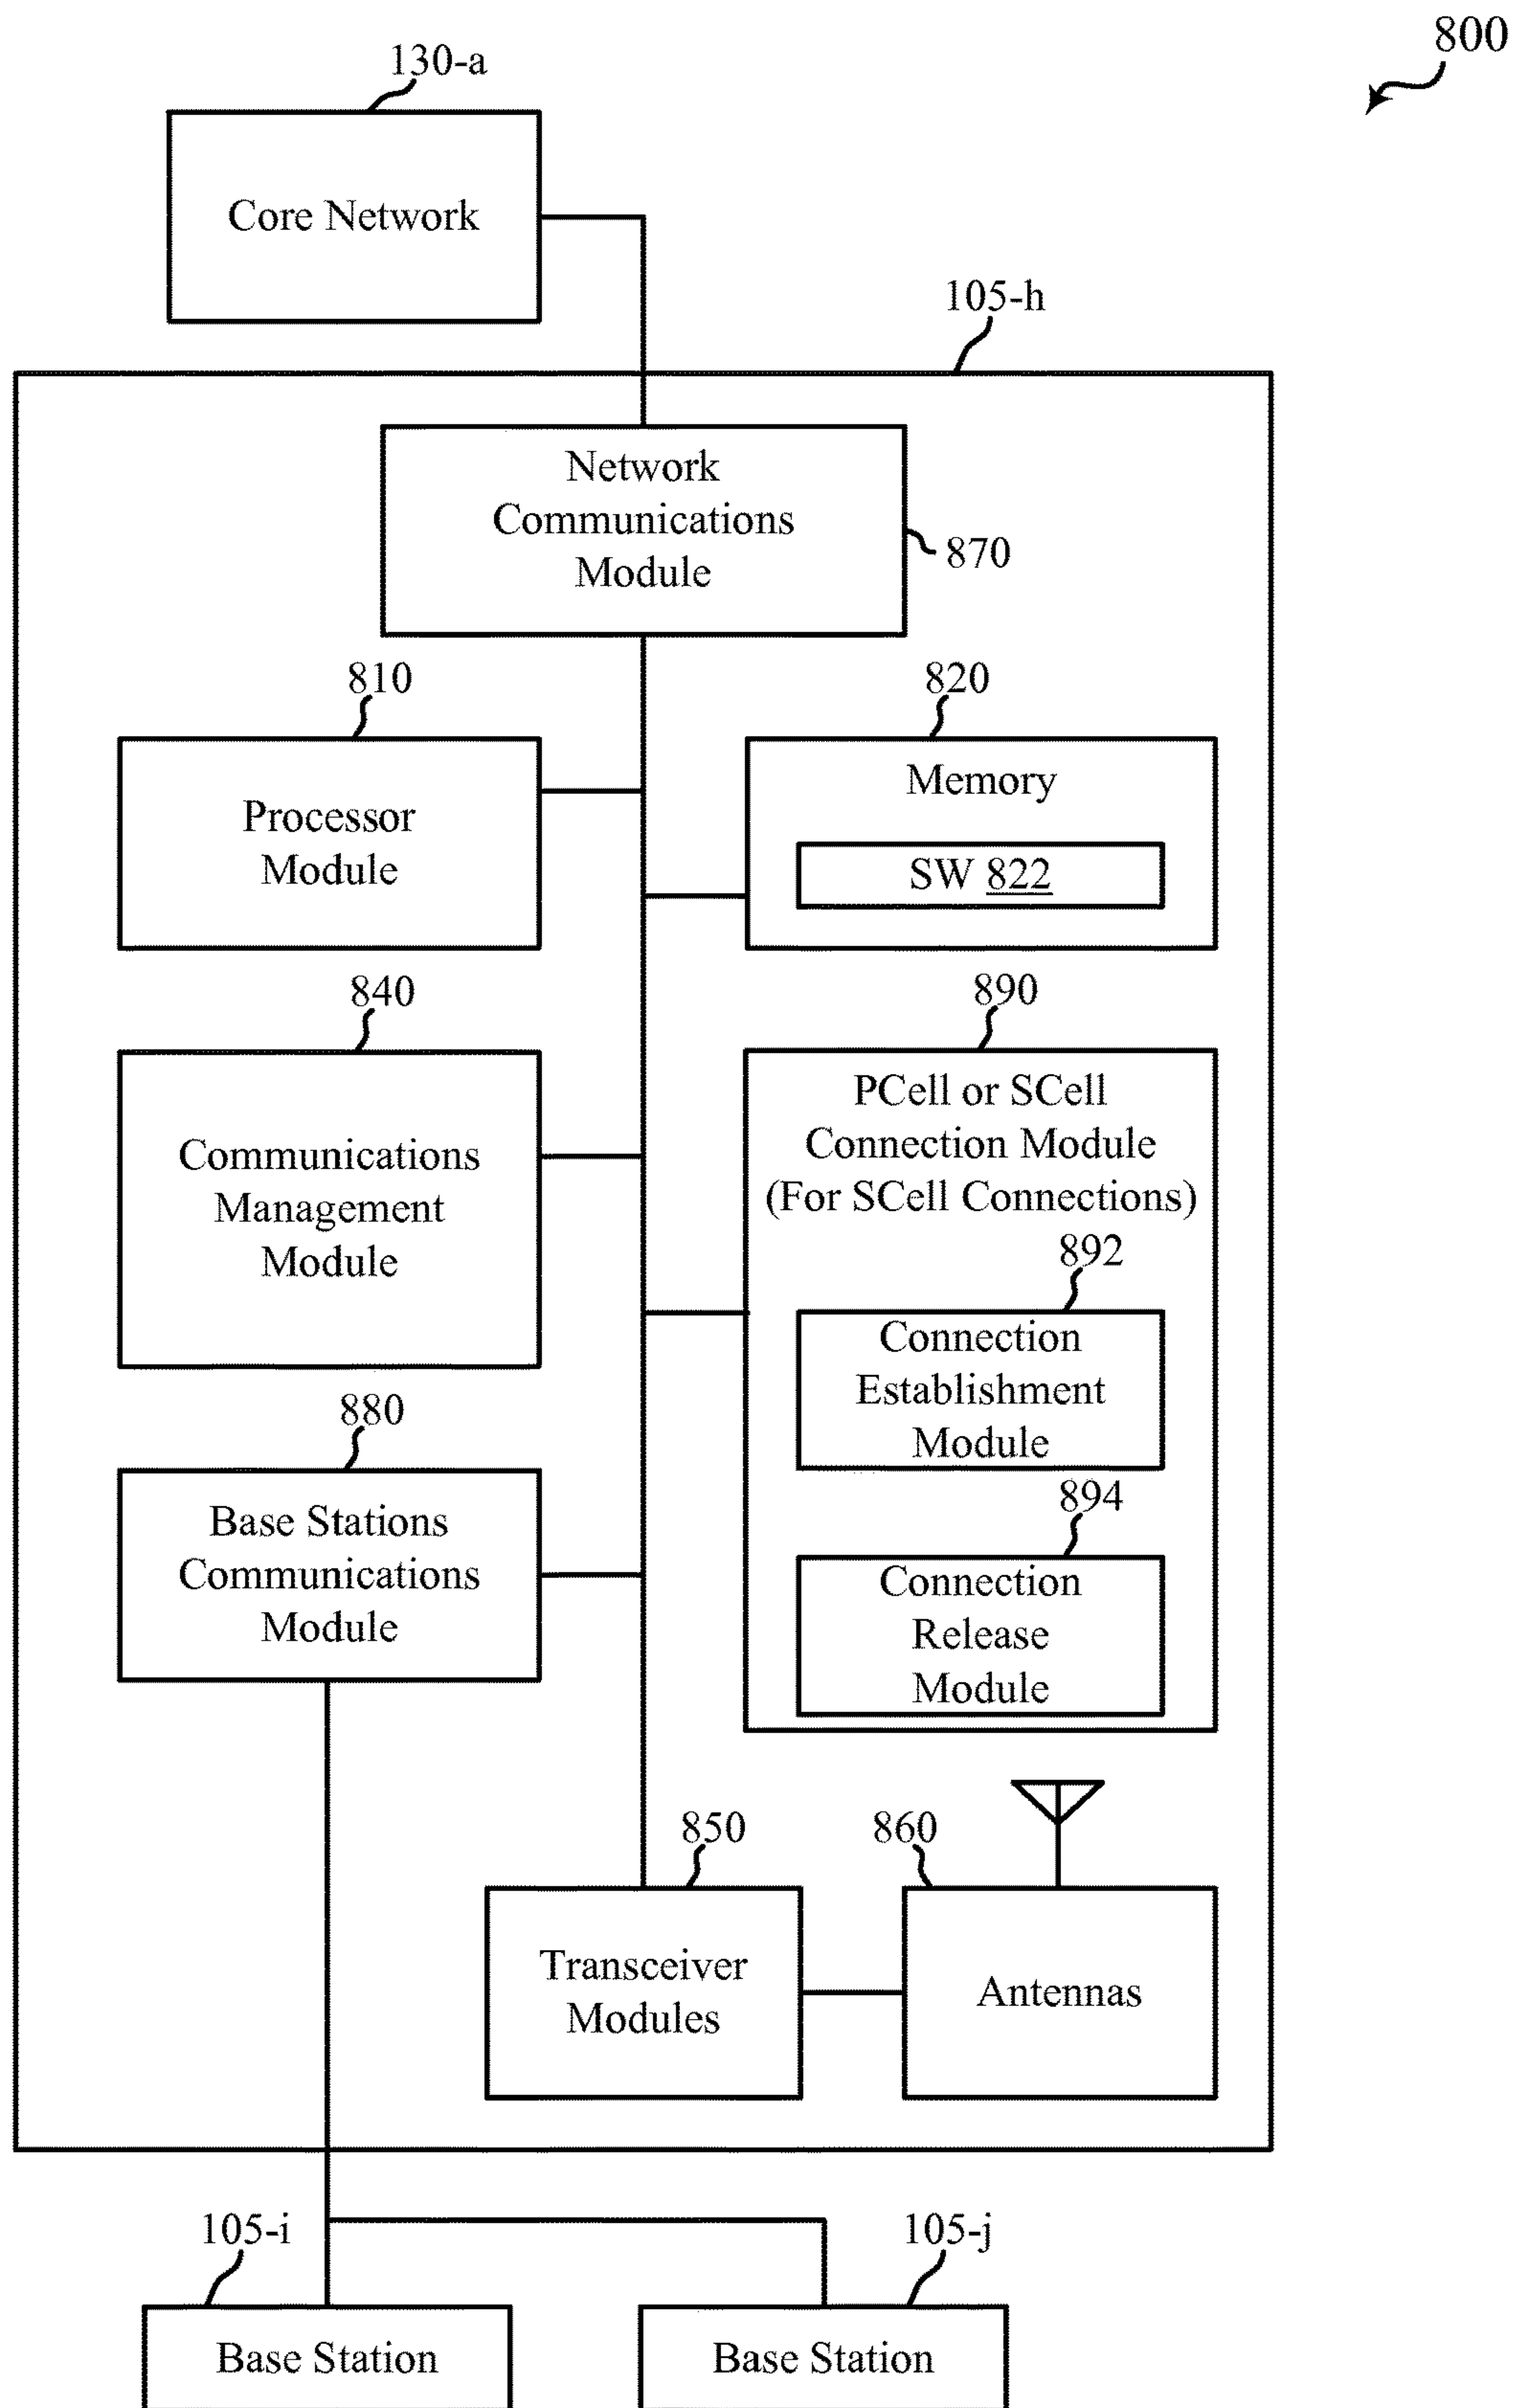 800
130-a
Core Network
105-h
Network
Communications
Module
870
810
820
Processor
Module
Memory
SW 822
840
890
Communications
Management
Module
PCell or SCell
Connection Module
(For SCell Connections)
892
Connection
Establishment
Module
880
Base Stations
Communications
Module
894
Connection
Release
Module
850
860
Transceiver
Modules
Antennas
105-i
105-j
Base Station
Base Station